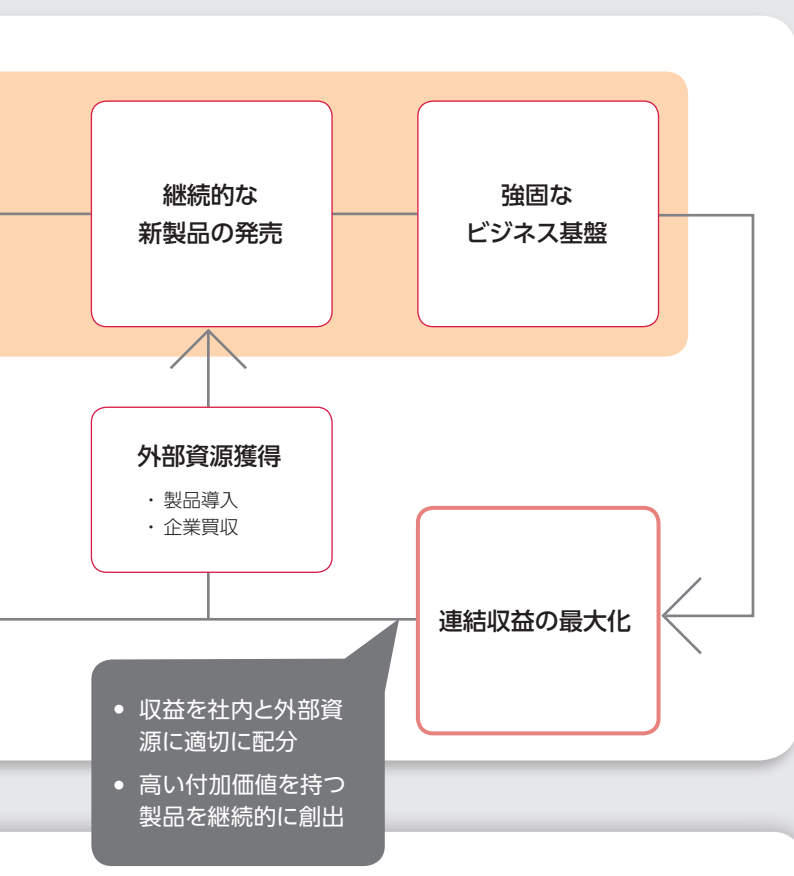 継続的な
新製品の発売
強固な
ビジネス基盤
外部資源獲得
・製品導入
・企業買収
連結収益の最大化
• 収益を社内と外部資
源に適切に配分
• 高い付加価値を持つ
製品を継続的に創出